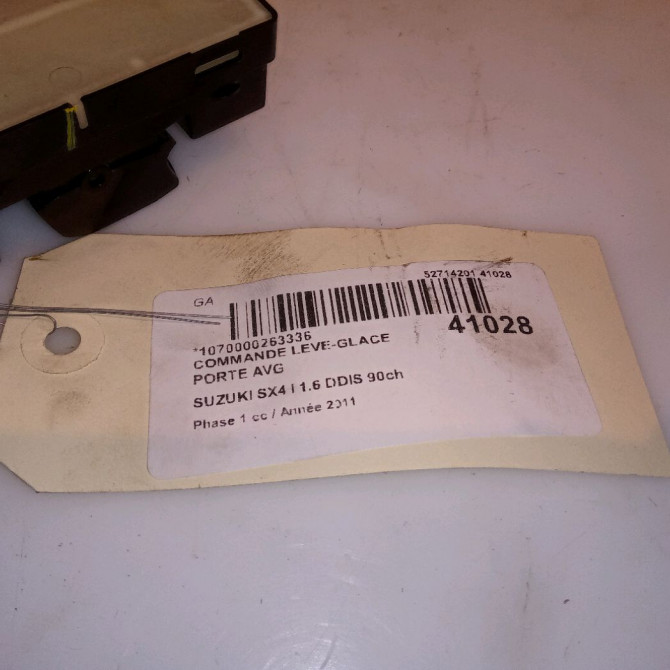 GA
52714201 41028
41028
*1070000263336
COMMANDE LEVE-GLACE
PORTE AVG
SUZUKI SX4 I 1.6 DDIS 90ch
Phase 1 cc / Année 2011